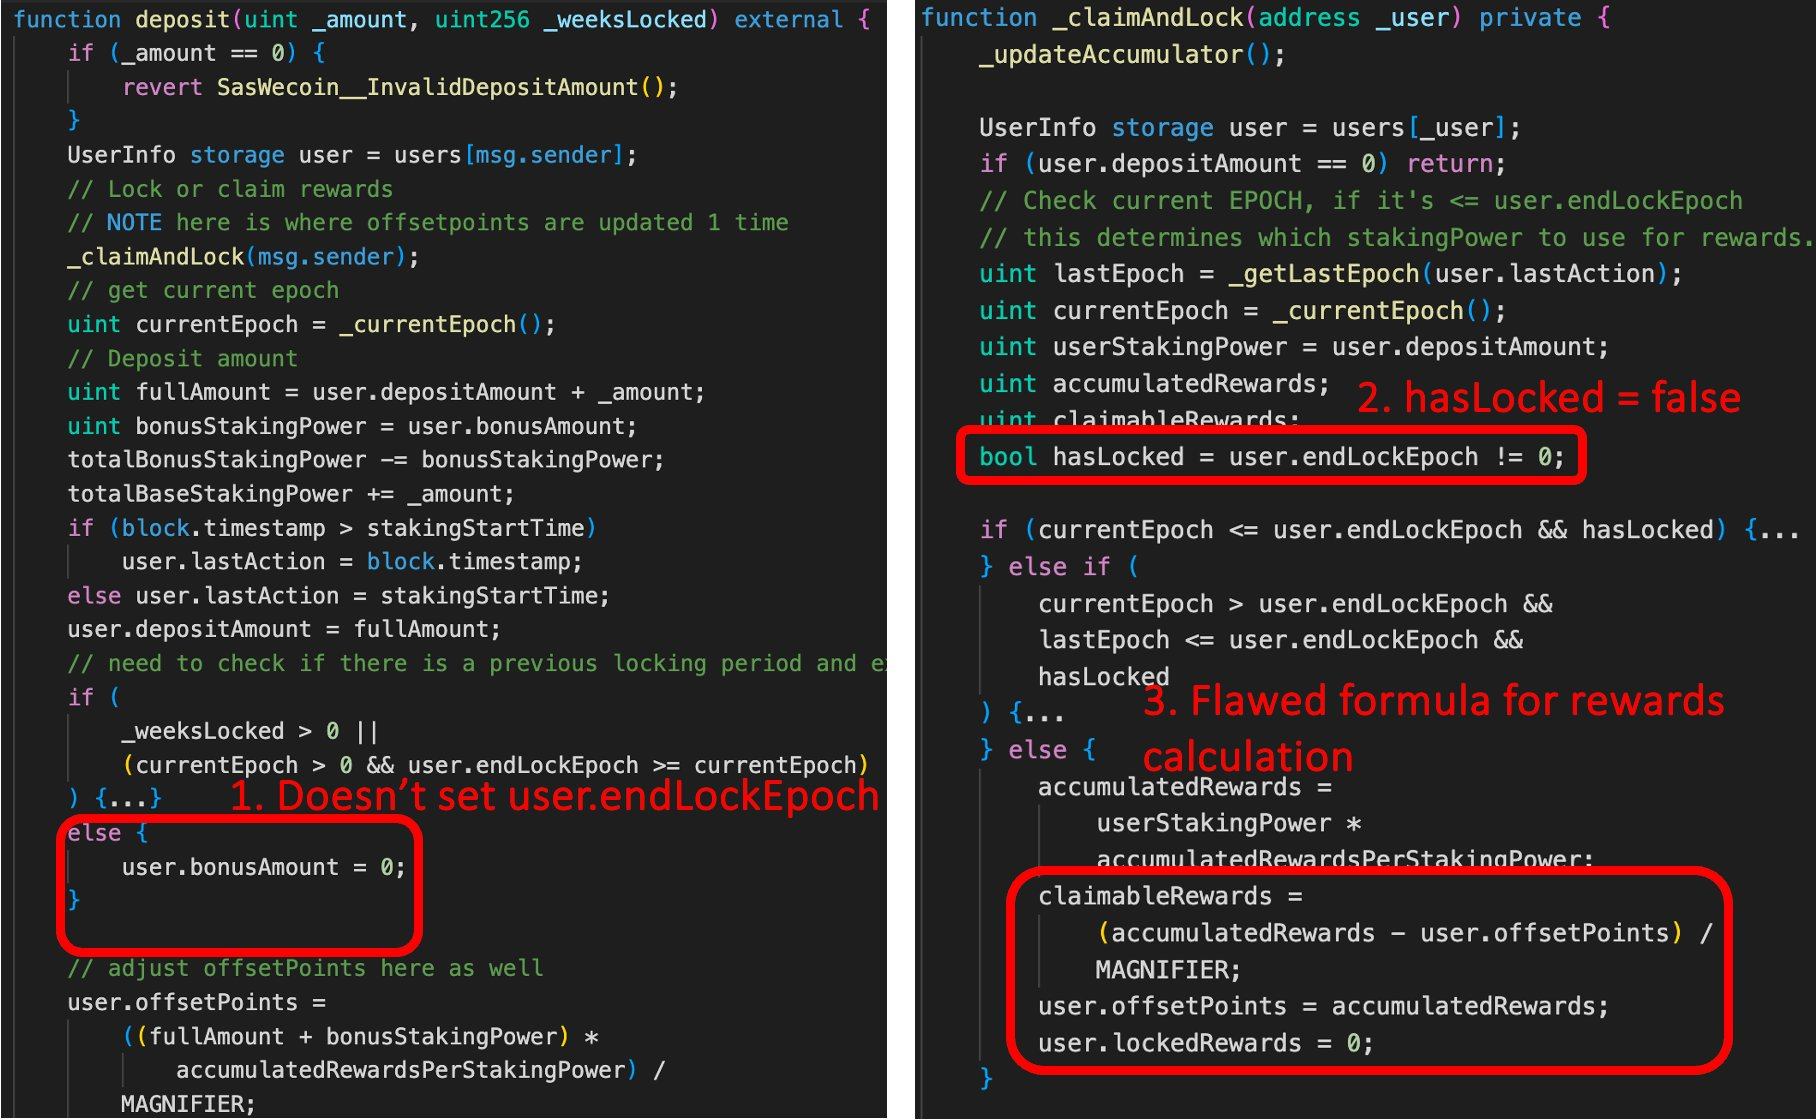 function deposit(uint _amount, uint256 _weeksLocked) external {
if (_amount == 0) {
revert SasWecoin__InvalidDepositAmount();
}
UserInfo storage user = users[msg.sender];
// Lock or claim rewards
// NOTE here is where offsetpoints are updated 1 time
_claimAndLock(msg.sender);
// get current epoch
uint currentEpoch = _currentEpoch();
// Deposit amount
uint fullAmount = user.depositAmount + _amount;
uint bonusStakingPower = user.bonusAmount;
totalBonusStakingPower -= bonusStakingPower;
totalBaseStakingPower += _amount;
if (block.timestamp > stakingStartTime)
user.lastAction = block.timestamp;
else user.lastAction = stakingStartTime;
user.depositAmount = fullAmount;
// need to check if there is a previous locking period and ex
if (
_weeksLocked > 0 ||
(currentEpoch > 0 && user.endLockEpoch >= currentEpoch)
) {...}
1. Doesn't set user.endLockEpoch
else {
user.bonusAmount = 0;
}
// adjust offsetPoints here as well
user.offsetPoints =
((fullAmount + bonusStakingPower) *
accumulatedRewardsPerStakingPower) /
MAGNIFIER;
function _claimAndLock(address _user) private {
_updateAccumulator();
UserInfo storage user = users[_user];
if (user.depositAmount == 0) return;
// Check current EPOCH, if it's <= user.endLockEpoch
// this determines which stakingPower to use for rewards.
uint lastEpoch = _getLastEpoch(user.lastAction);
uint currentEpoch = _currentEpoch();
uint userStakingPower = user.depositAmount;
uint accumulatedRewards;
2. hasLocked = false
uint claimableRewards;
bool hasLocked = user.endLockEpoch != 0;
if (currentEpoch <= user.endLockEpoch && hasLocked) {...
} else if (
currentEpoch > user.endLockEpoch &&
lastEpoch <= user.endLockEpoch &&
hasLocked
3. Flawed formula for rewards
) {...
} else {
calculation
accumulatedRewards =
userStakingPower *
accumulatedRewardsPerStakingPower;
claimableRewards =
(accumulatedRewards - user.offsetPoints) /
MAGNIFIER;
user.offsetPoints = accumulatedRewards;
user.lockedRewards = 0;
}